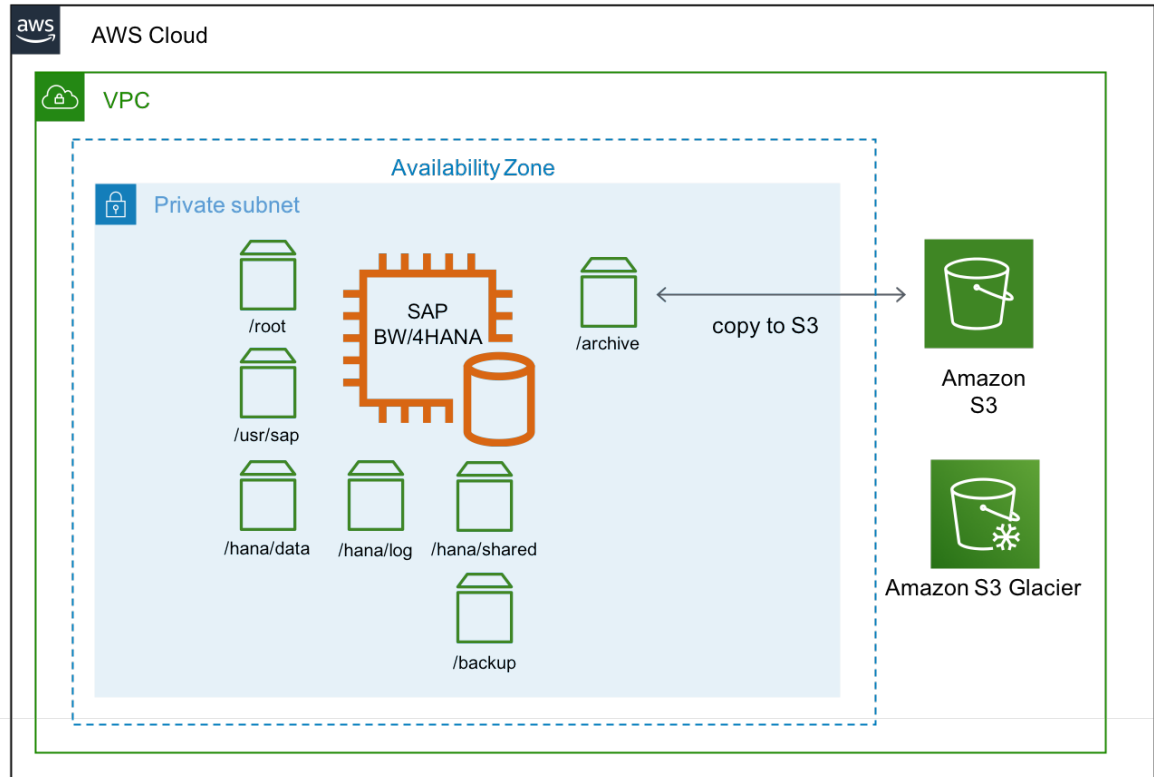 aws
AWS Cloud
VPC
Availability Zone
Private subnet
/root
SAP
BW/4HANA
/archive
copy to S3
Amazon
S3
/usr/sap
/hana/data
/hana/log
/hana/shared
Amazon S3 Glacier
/backup